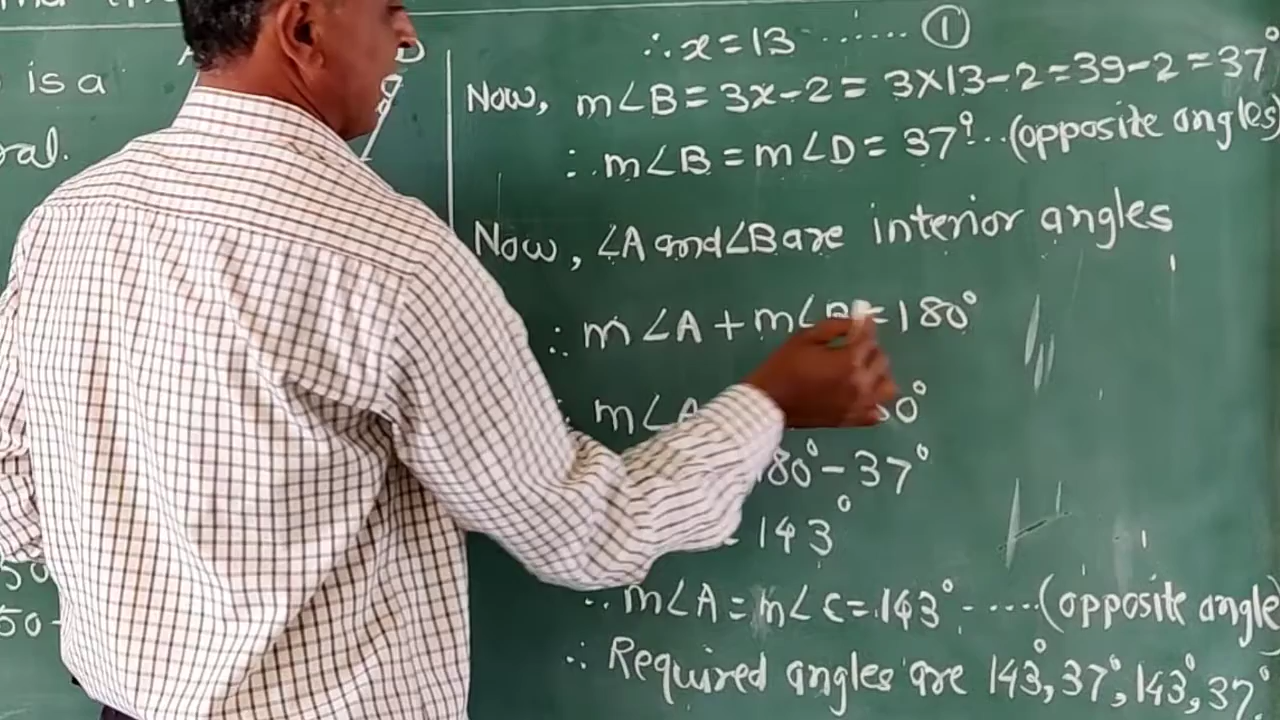 is a
∴ x = 13 ...... ①
Now, m∠B = 3x-2 = 3×13-2 = 39-2 = 37°
∴ m∠B = m∠D = 37° ... (opposite angles)
Now, ∠A and ∠B are interior angles
∴ m∠A + m∠B = 180°
m∠A
180° - 37°
143°
∴ m∠A = m∠C = 143° ..... (opposite angle
∴ Required angles are 143°, 37°, 143°, 37°